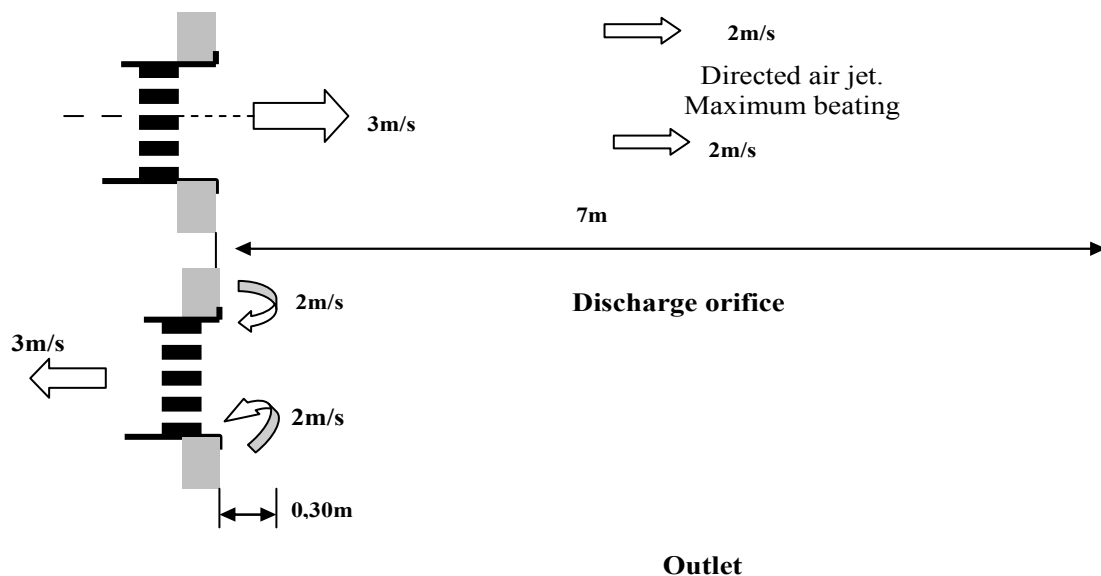 2m/s
Directed air jet.
Maximum beating
3m/s
2m/s
7m
2m/s
Discharge orifice
3m/s
2m/s
0,30m
Outlet